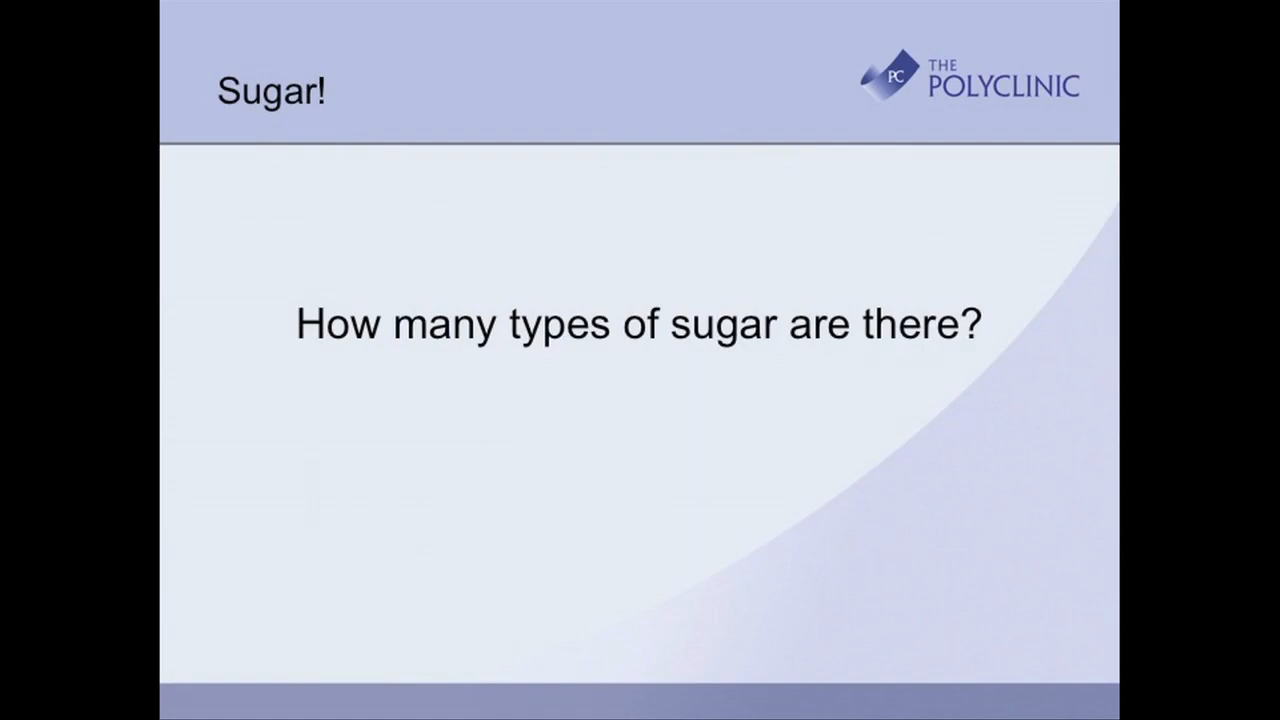 Sugar!
PC
THE
POLYCLINIC
How many types of sugar are there?